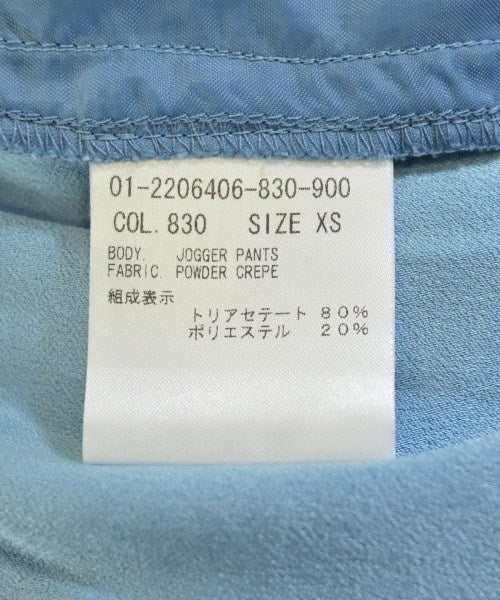 01-2206406-830-900
COL. 830 SIZE XS
BODY. JOGGER PANTS
FABRIC. POWDER CREPE
組成表示
トリアセテート 80%
ポリエステル 20%